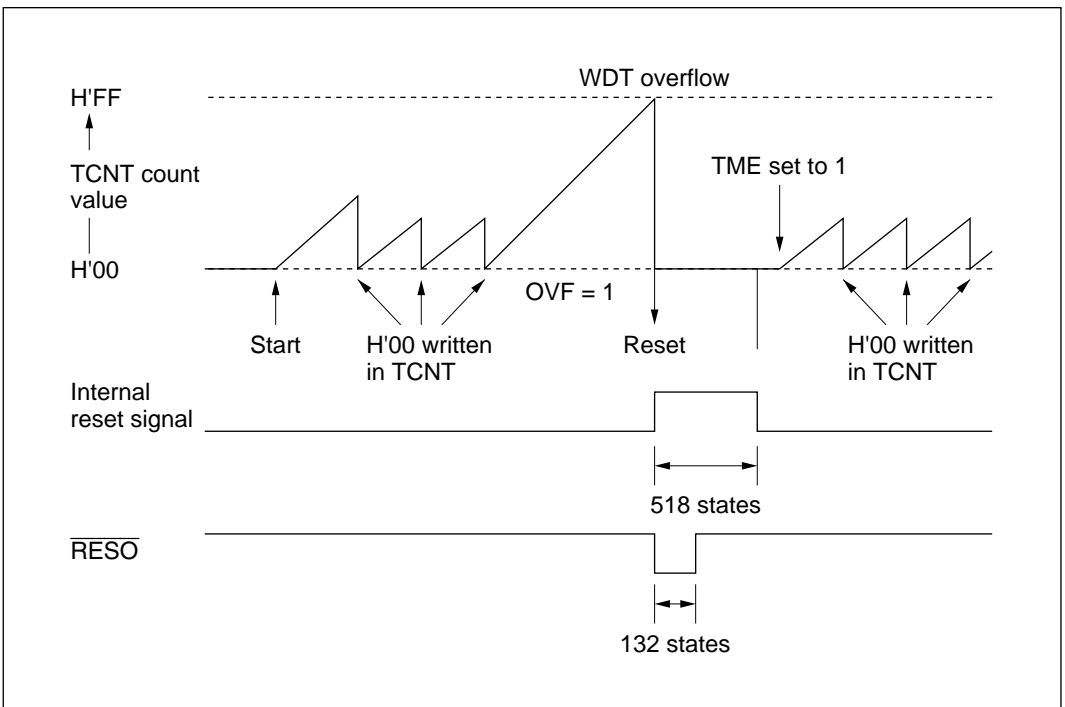 WDT overflow
H'FF
TME set to 1
TCNT count
value
H'00
OVF = 1
Start
H'00 written
in TCNT
Reset
H'00 written
in TCNT
Internal
reset signal
518 states
RESO
132 states